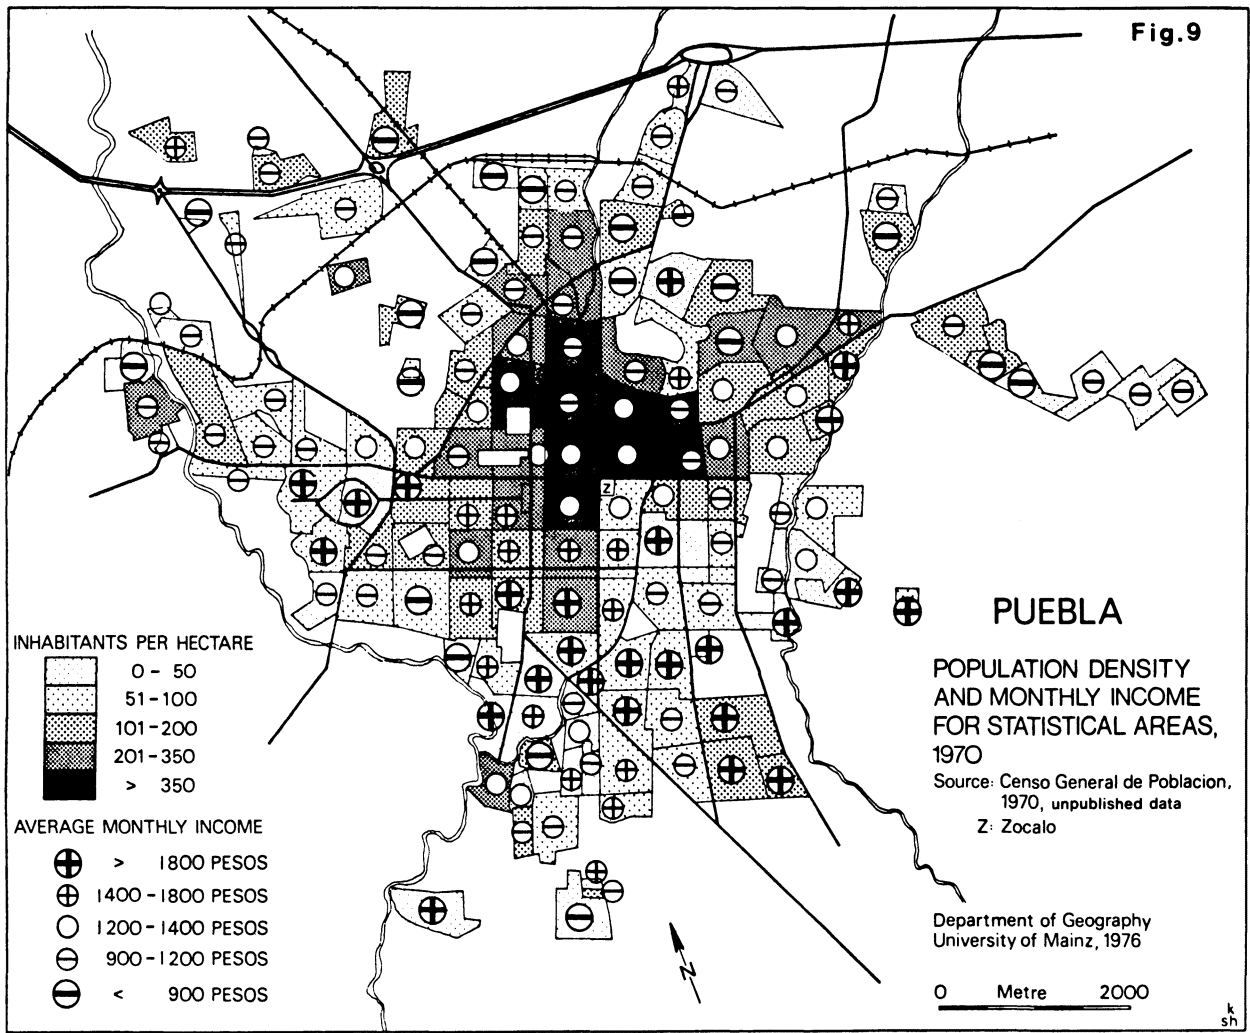 Fig.9
Z
N
INHABITANTS PER HECTARE
0 – 50
51 – 100
101 – 200
201 – 350
> 350
AVERAGE MONTHLY INCOME
> 1800 PESOS
1400 – 1800 PESOS
1200 – 1400 PESOS
900 – 1200 PESOS
< 900 PESOS
PUEBLA
POPULATION DENSITY
AND MONTHLY INCOME
FOR STATISTICAL AREAS,
1970
Source: Censo General de Poblacion,
1970, unpublished data
Z: Zocalo
Department of Geography
University of Mainz, 1976
0 Metre 2000
k
sh